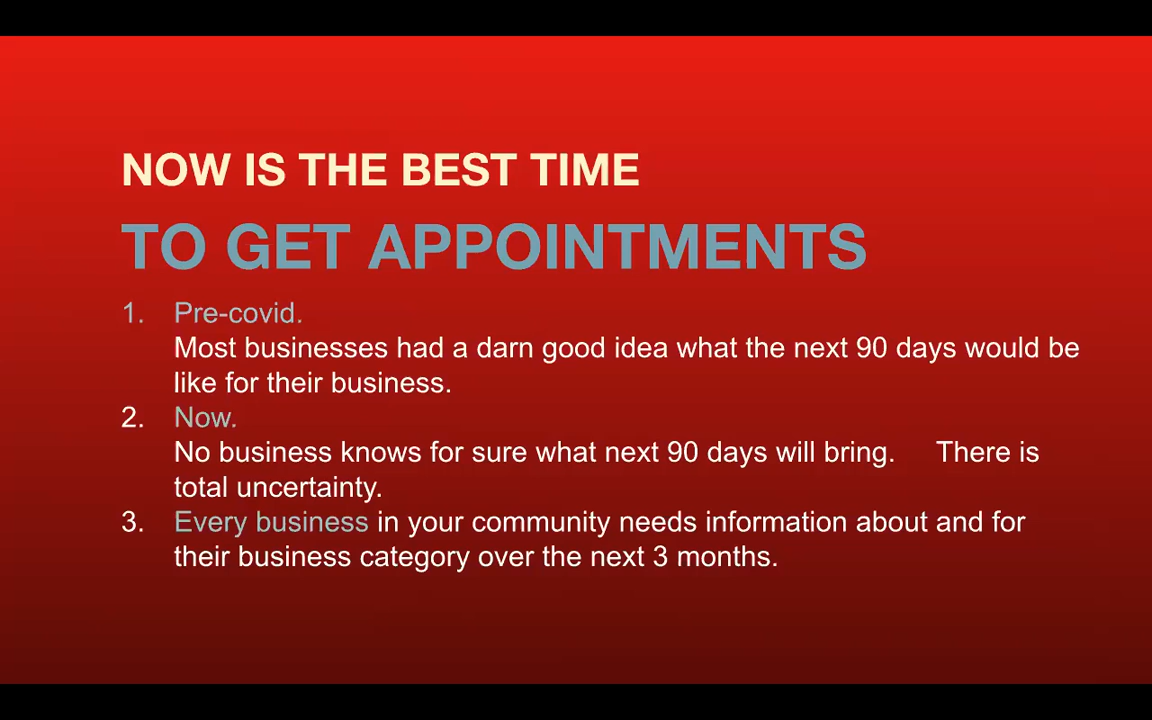 NOW IS THE BEST TIME
TO GET APPOINTMENTS
1. Pre-covid.
Most businesses had a darn good idea what the next 90 days would be
like for their business.
2. Now.
No business knows for sure what next 90 days will bring. There is
total uncertainty.
3. Every business in your community needs information about and for
their business category over the next 3 months.